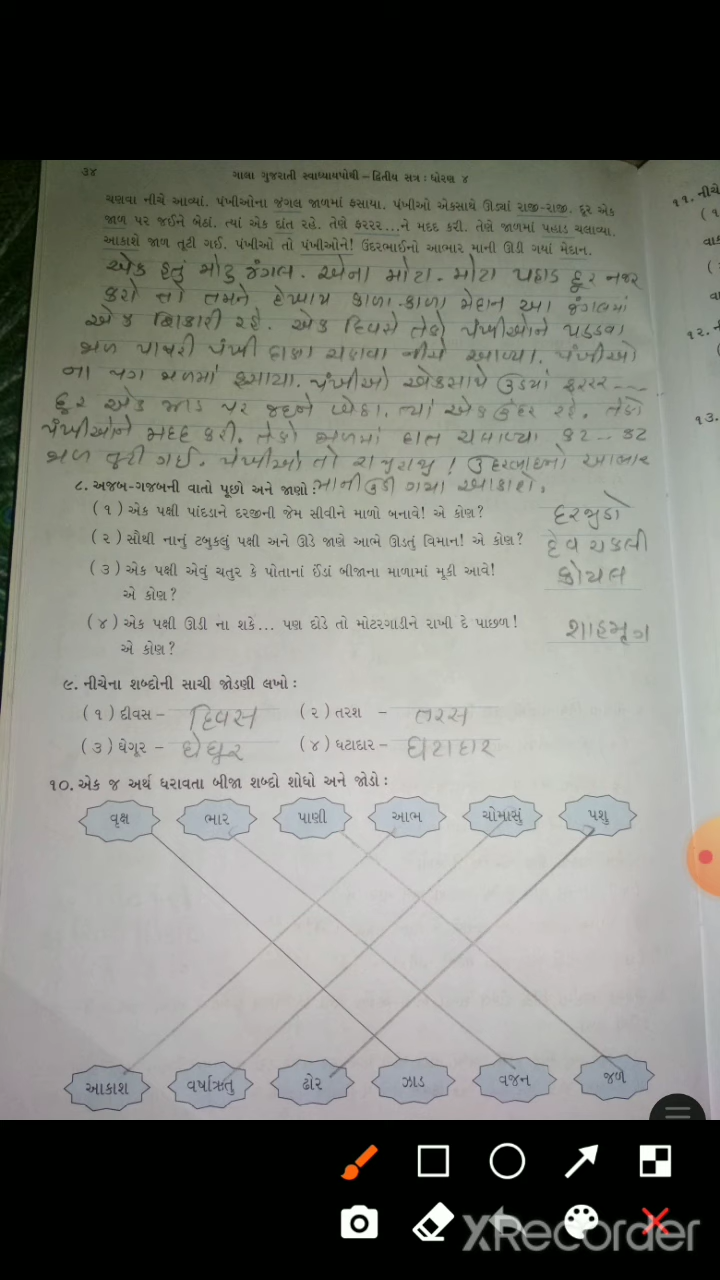 ૩૪
ગાલા ગુજરાતી સ્વાધ્યાયપોથી – દ્વિતીય સત્ર : ધોરણ ૪
ચણવા નીચે આવ્યાં. પંખીઓના જંગલ જાળમાં ફસાયા. પંખીઓ એકસાથે ઊડ્યાં રાજી-રાજી. દૂર એક
જાળ પર જઈને બેઠાં. ત્યાં એક દાંત રહે. તેણે ફરરર...ને મદદ કરી. તેણે જાળમાં પહાડ ચલાવ્યા.
આકાશે જાળ તૂટી ગઈ. પંખીઓ તો પંખીઓને! ઉંદરભાઈનો આભાર માની ઊડી ગયાં મેદાન.
એક હતું મોટુ જંગલ. એના મોટા-મોટા પહાડ દૂર નજર
કરો તો તમને દેખાય કાળા-કાળા મેદાન આ જંગલમાં
એક શિકારી રહે. એક દિવસ તેણે પંખીઓને પકડવા
જાળ પાથરી પંખી દાણા ચણવા નીચે આવ્યા. પંખીઓ
ના પગ જાળમાં ફસાયા. પંખીઓ એકસાથે ઉડયાં ફરરર
દૂર એક ઝાડ પર જઇને બેઠા. ત્યાં એક ઉંદર રહે. તેણે
પંખીઓને મદદ કરી. તેણે જાળમાં દાત ચલાવ્યા કટ..કટ
જાળ તૂટી ગઈ. પંખીઓ તો રાજીરાજી! ઉંદરભાઇનો આભાર
માની ઉડી ગયા આકાશે.
૮. અજબ-ગજબની વાતો પૂછો અને જાણો :
(૧) એક પક્ષી પાંદડાને દરજીની જેમ સીવીને માળો બનાવે! એ કોણ? દરજીડો
(૨) સૌથી નાનું ટબુકલું પક્ષી અને ઊડે જાણે આભે ઊડતું વિમાન! એ કોણ? દેવ ચકલી
(૩) એક પક્ષી એવું ચતુર કે પોતાનાં ઈંડાં બીજાના માળામાં મૂકી આવે! કોયલ
એ કોણ?
(૪) એક પક્ષી ઊડી ના શકે... પણ દોડે તો મોટરગાડીને રાખી દે પાછળ! શાહમૃગ
એ કોણ?
૯. નીચેના શબ્દોની સાચી જોડણી લખો :
(૧) દીવસ – દિવસ (૨) તરશ – તરસ
(૩) ઘેગૂર – ઘેઘૂર (૪) ધટાદાર – ઘટાદાર
૧૦. એક જ અર્થ ધરાવતા બીજા શબ્દો શોધો અને જોડો :
વૃક્ષ ભાર પાણી આભ ચોમાસું પશુ
આકાશ વર્ષાઋતુ ઢોર ઝાડ વજન જળ
૧૧. નીચે
(૧
વાક
(
વ
૧૨. ન
૧૩.
XRecorder